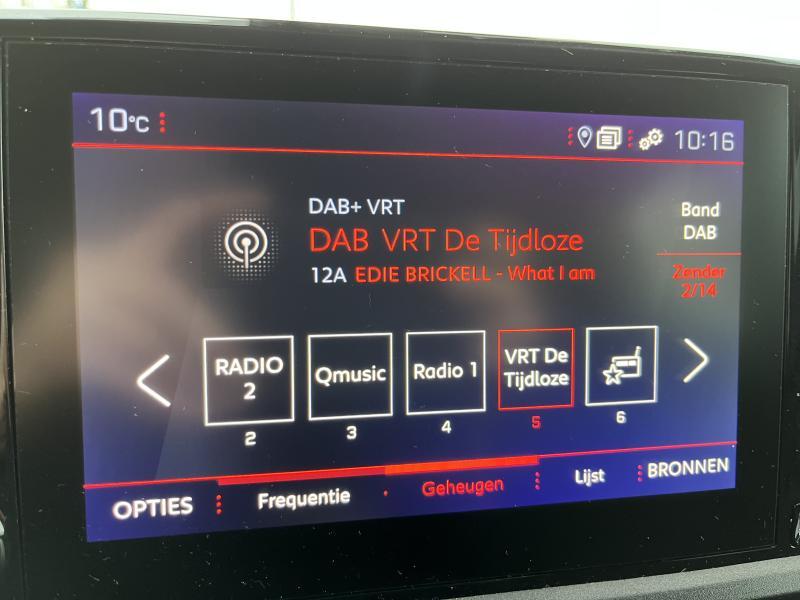 10°C
10:16
DAB+ VRT
DAB VRT De Tijdloze
12A EDIE BRICKELL - What I am
Band
DAB
Zender
2/14
RADIO
2
Qmusic
Radio 1
VRT De
Tijdloze
2
3
4
5
6
OPTIES
Frequentie
Geheugen
Lijst
BRONNEN